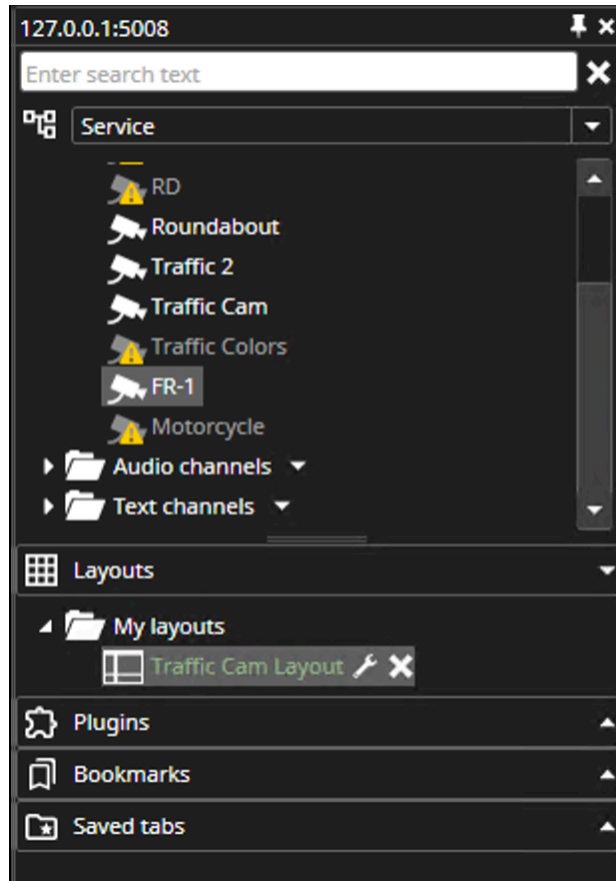 127.0.0.1:5008
Enter search text
Service
RD
Roundabout
Traffic 2
Traffic Cam
Traffic Colors
FR-1
Motorcycle
Audio channels
Text channels
Layouts
My layouts
Traffic Cam Layout
Plugins
Bookmarks
Saved tabs